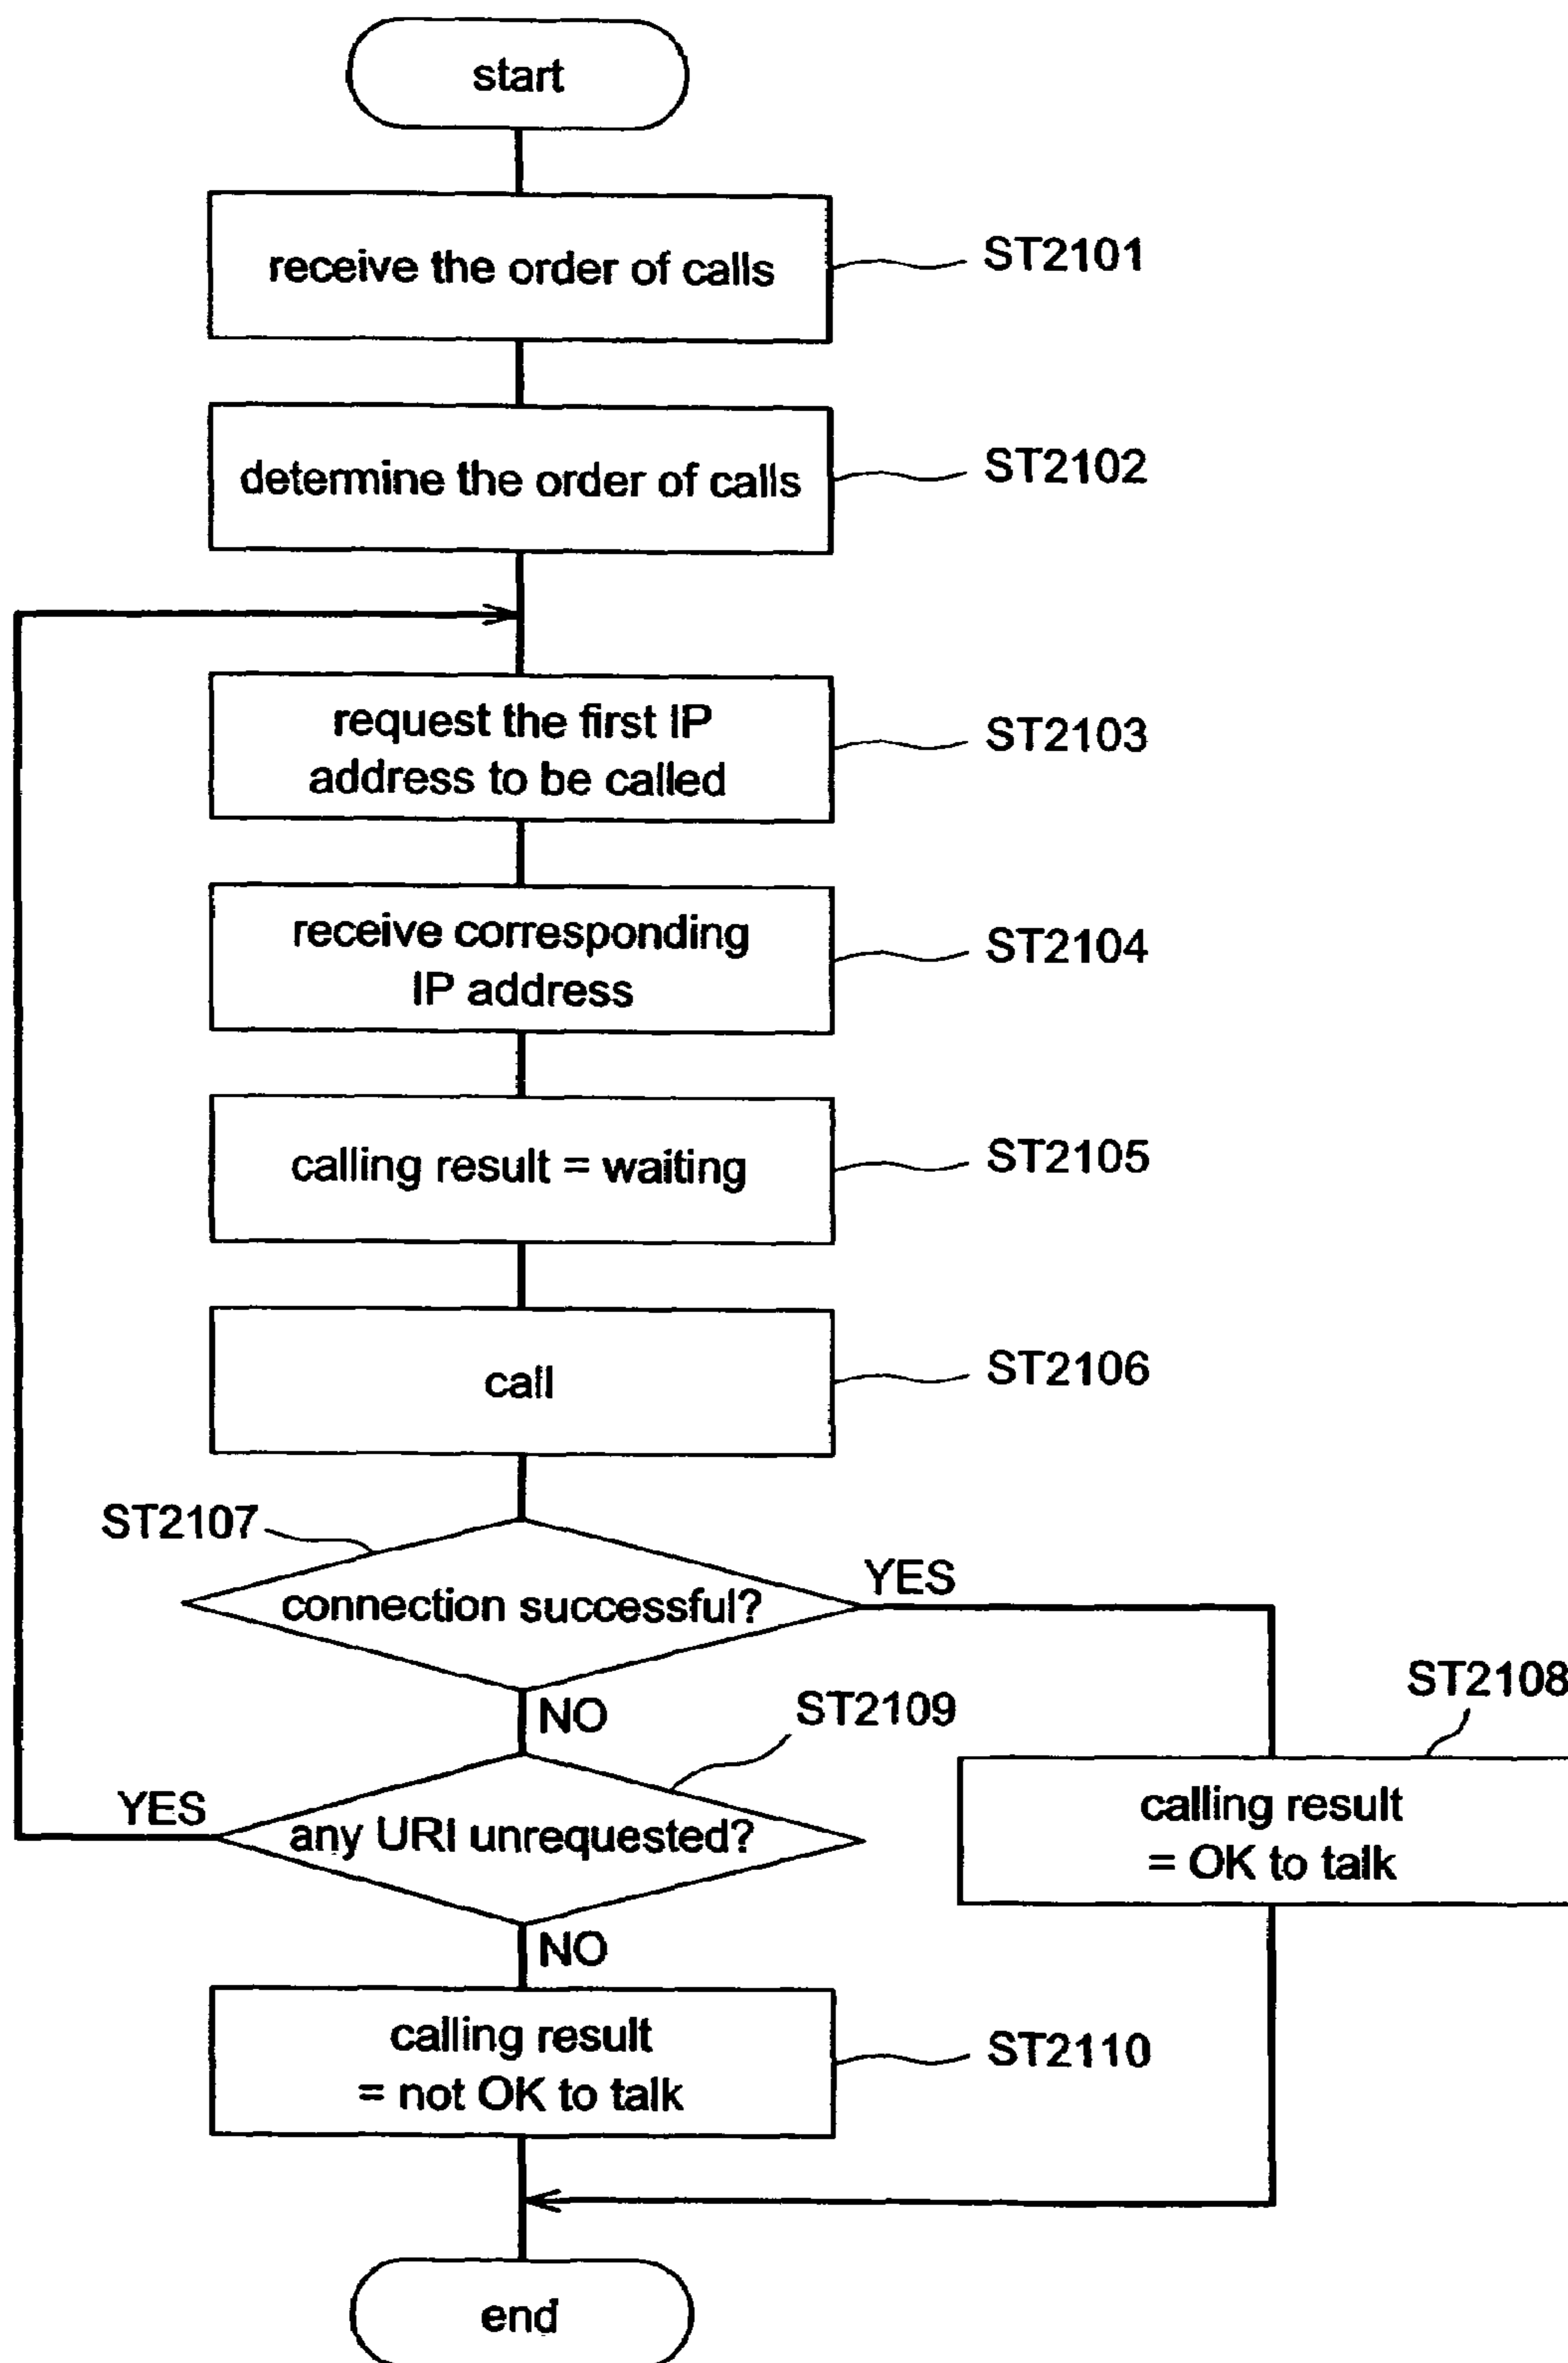 start
receive the order of calls
ST2101
determine the order of calls
ST2102
request the first IP
address to be called
ST2103
receive corresponding
IP address
ST2104
calling result = waiting
ST2105
call
ST2106
ST2107
connection successful?
YES
NO
ST2109
ST2108
YES
any URI unrequested?
calling result
= OK to talk
NO
calling result
= not OK to talk
ST2110
end